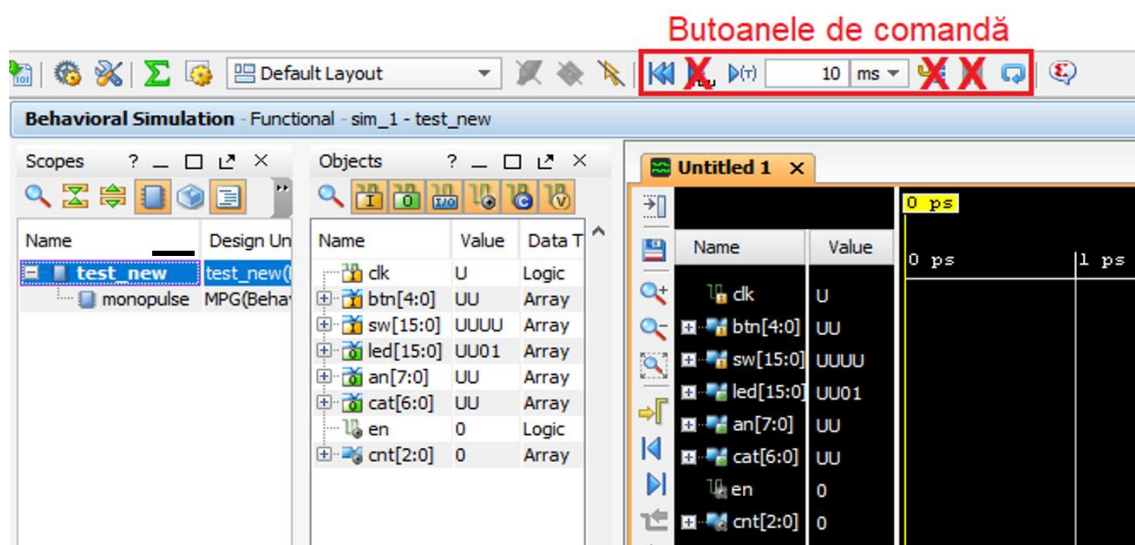 Butoanele de comandă
Default Layout
(T) 10 ms
Behavioral Simulation - Functional - sim_1 - test_new
Scopes ? _
Name Design Un
test_new test_new(
monopulse MPG(Beha
Objects ? _
Name Value Data T
clk U Logic
btn[4:0] UU Array
sw[15:0] UUUU Array
led[15:0] UU01 Array
an[7:0] UU Array
cat[6:0] UU Array
en 0 Logic
cnt[2:0] 0 Array
Untitled 1
0 ps
Name Value
0 ps 1 ps
clk U
btn[4:0] UU
sw[15:0] UUUU
led[15:0] UU01
an[7:0] UU
cat[6:0] UU
en 0
cnt[2:0] 0